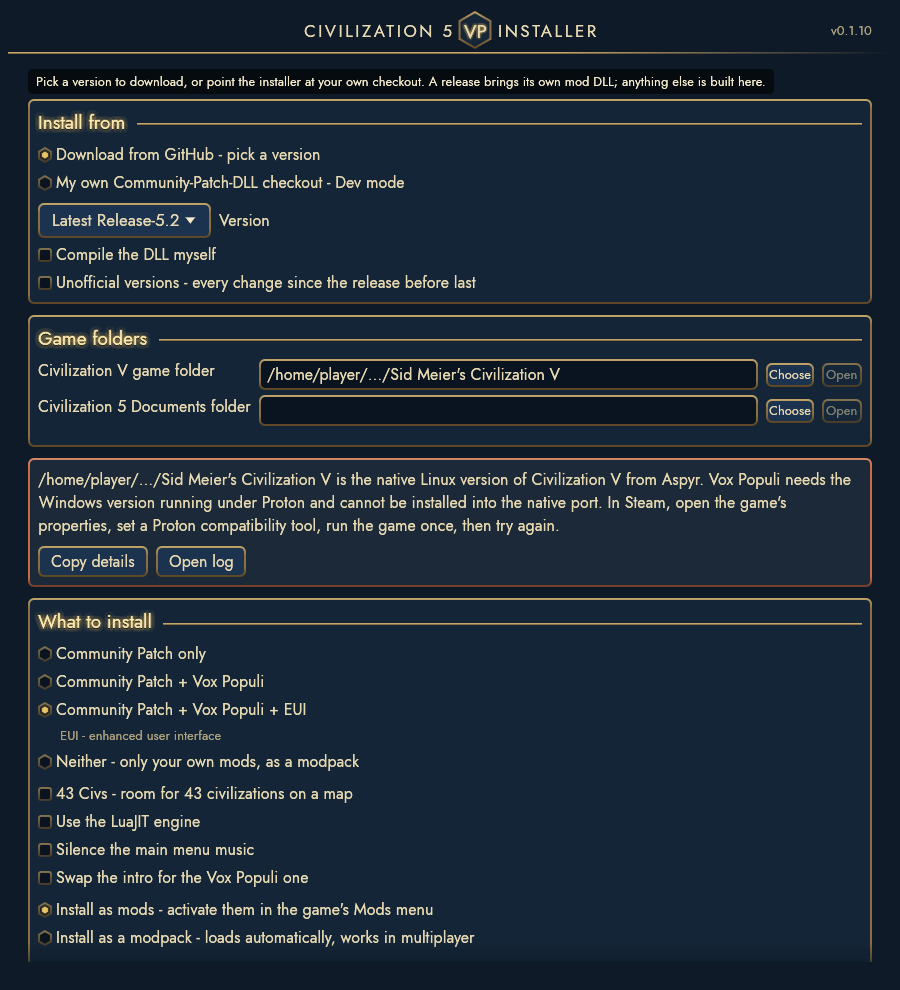 CIVILIZATION 5 VP INSTALLER
v0.1.10
Pick a version to download, or point the installer at your own checkout. A release brings its own mod DLL; anything else is built here.
Install from
Download from GitHub - pick a version
My own Community-Patch-DLL checkout - Dev mode
Latest Release-5.2 Version
Compile the DLL myself
Unofficial versions - every change since the release before last
Game folders
Civilization V game folder /home/player/.../Sid Meier's Civilization V Choose Open
Civilization 5 Documents folder Choose Open
/home/player/.../Sid Meier's Civilization V is the native Linux version of Civilization V from Aspyr. Vox Populi needs the
Windows version running under Proton and cannot be installed into the native port. In Steam, open the game's
properties, set a Proton compatibility tool, run the game once, then try again.
Copy details Open log
What to install
Community Patch only
Community Patch + Vox Populi
Community Patch + Vox Populi + EUI
EUI - enhanced user interface
Neither - only your own mods, as a modpack
43 Civs - room for 43 civilizations on a map
Use the LuaJIT engine
Silence the main menu music
Swap the intro for the Vox Populi one
Install as mods - activate them in the game's Mods menu
Install as a modpack - loads automatically, works in multiplayer